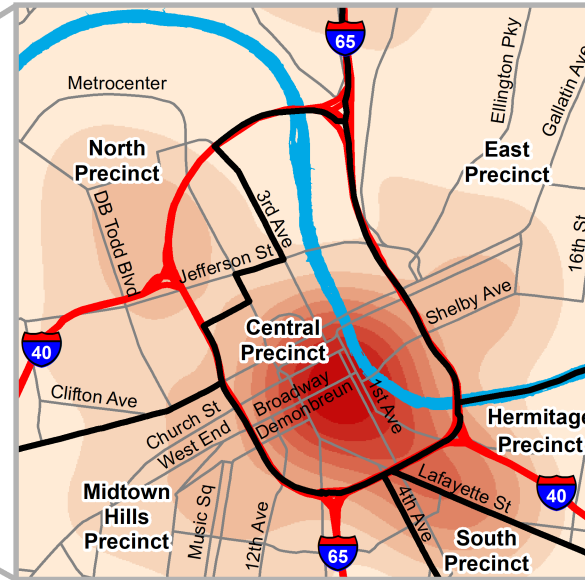 65
Ellington Pky
Gallatin Ave
Metrocenter
North
Precinct
East
Precinct
DB Todd Blvd
3rd Ave
16th St
Jefferson St
Shelby Ave
Central
Precinct
40
Broadway
Demonbreun
1st Ave
Clifton Ave
Church St
West End
Hermitage
Precinct
Midtown
Hills
Precinct
Music Sq
12th Ave
4th Ave
Lafayette St
40
65
South
Precinct